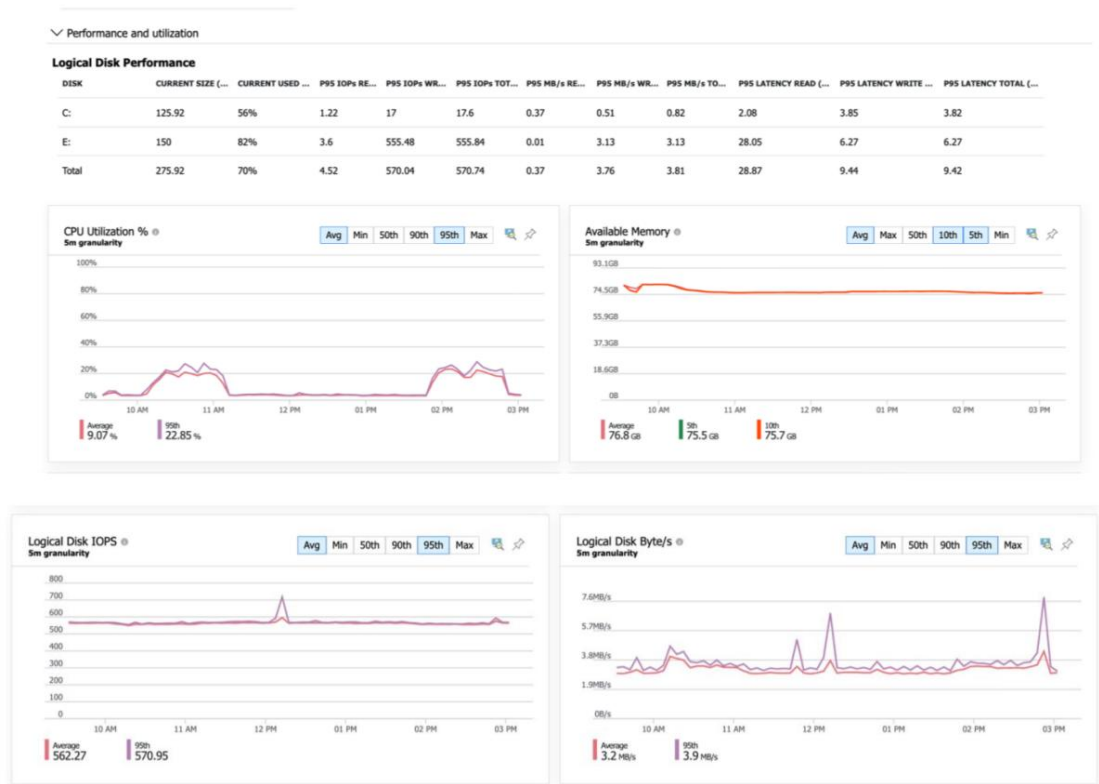 Performance and utilization
Logical Disk Performance
DISK CURRENT SIZE (... CURRENT USED ... P95 IOPs RE... P95 IOPs WR... P95 IOPs TOT... P95 MB/s RE... P95 MB/s WR... P95 MB/s TO... P95 LATENCY READ (... P95 LATENCY WRITE ... P95 LATENCY TOTAL (...
C: 125.92 56% 1.22 17 17.6 0.37 0.51 0.82 2.08 3.85 3.82
E: 150 82% 3.6 555.48 555.84 0.01 3.13 3.13 28.05 6.27 6.27
Total 275.92 70% 4.52 570.04 570.74 0.37 3.76 3.81 28.87 9.44 9.42
CPU Utilization %
5m granularity
Avg Min 50th 90th 95th Max
100%
80%
60%
40%
20%
0%
10 AM 11 AM 12 PM 01 PM 02 PM 03 PM
Average
9.07 %
95th
22.85 %
Available Memory
5m granularity
Avg Max 50th 10th 5th Min
93.1GB
74.5GB
55.9GB
37.3GB
18.6GB
0B
10 AM 11 AM 12 PM 01 PM 02 PM 03 PM
Average
76.8 GB
5th
75.5 GB
10th
75.7 GB
Logical Disk IOPS
5m granularity
Avg Min 50th 90th 95th Max
800
700
600
500
400
300
200
100
0
10 AM 11 AM 12 PM 01 PM 02 PM 03 PM
Average
562.27
95th
570.95
Logical Disk Byte/s
5m granularity
Avg Min 50th 90th 95th Max
7.6MB/s
5.7MB/s
3.8MB/s
1.9MB/s
0B/s
10 AM 11 AM 12 PM 01 PM 02 PM 03 PM
Average
3.2 MB/s
95th
3.9 MB/s